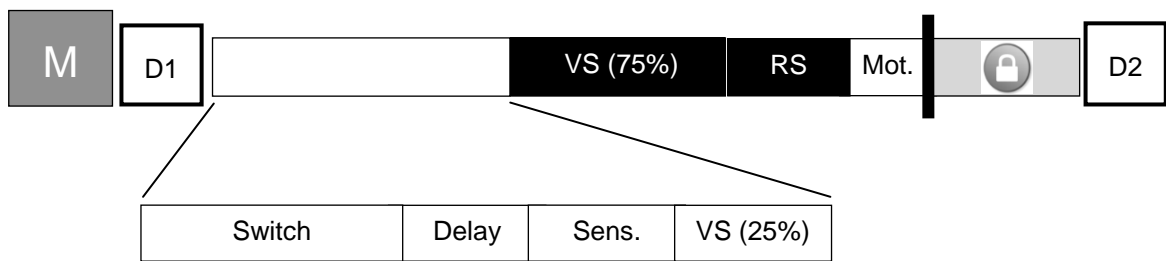 M D1 VS (75%) RS Mot. D2
Switch Delay Sens. VS (25%)